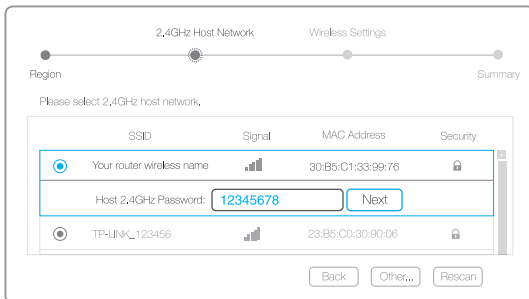 2.4GHz Host Network Wireless Settings
Region Summary
Please select 2.4GHz host network.
SSID Signal MAC Address Security
Your router wireless name 30:B5:C1:33:99:76
Host 2.4GHz Password: 12345678 Next
TP-LINK_123456 23:B5:C0:30:90:06
Back Other... Rescan